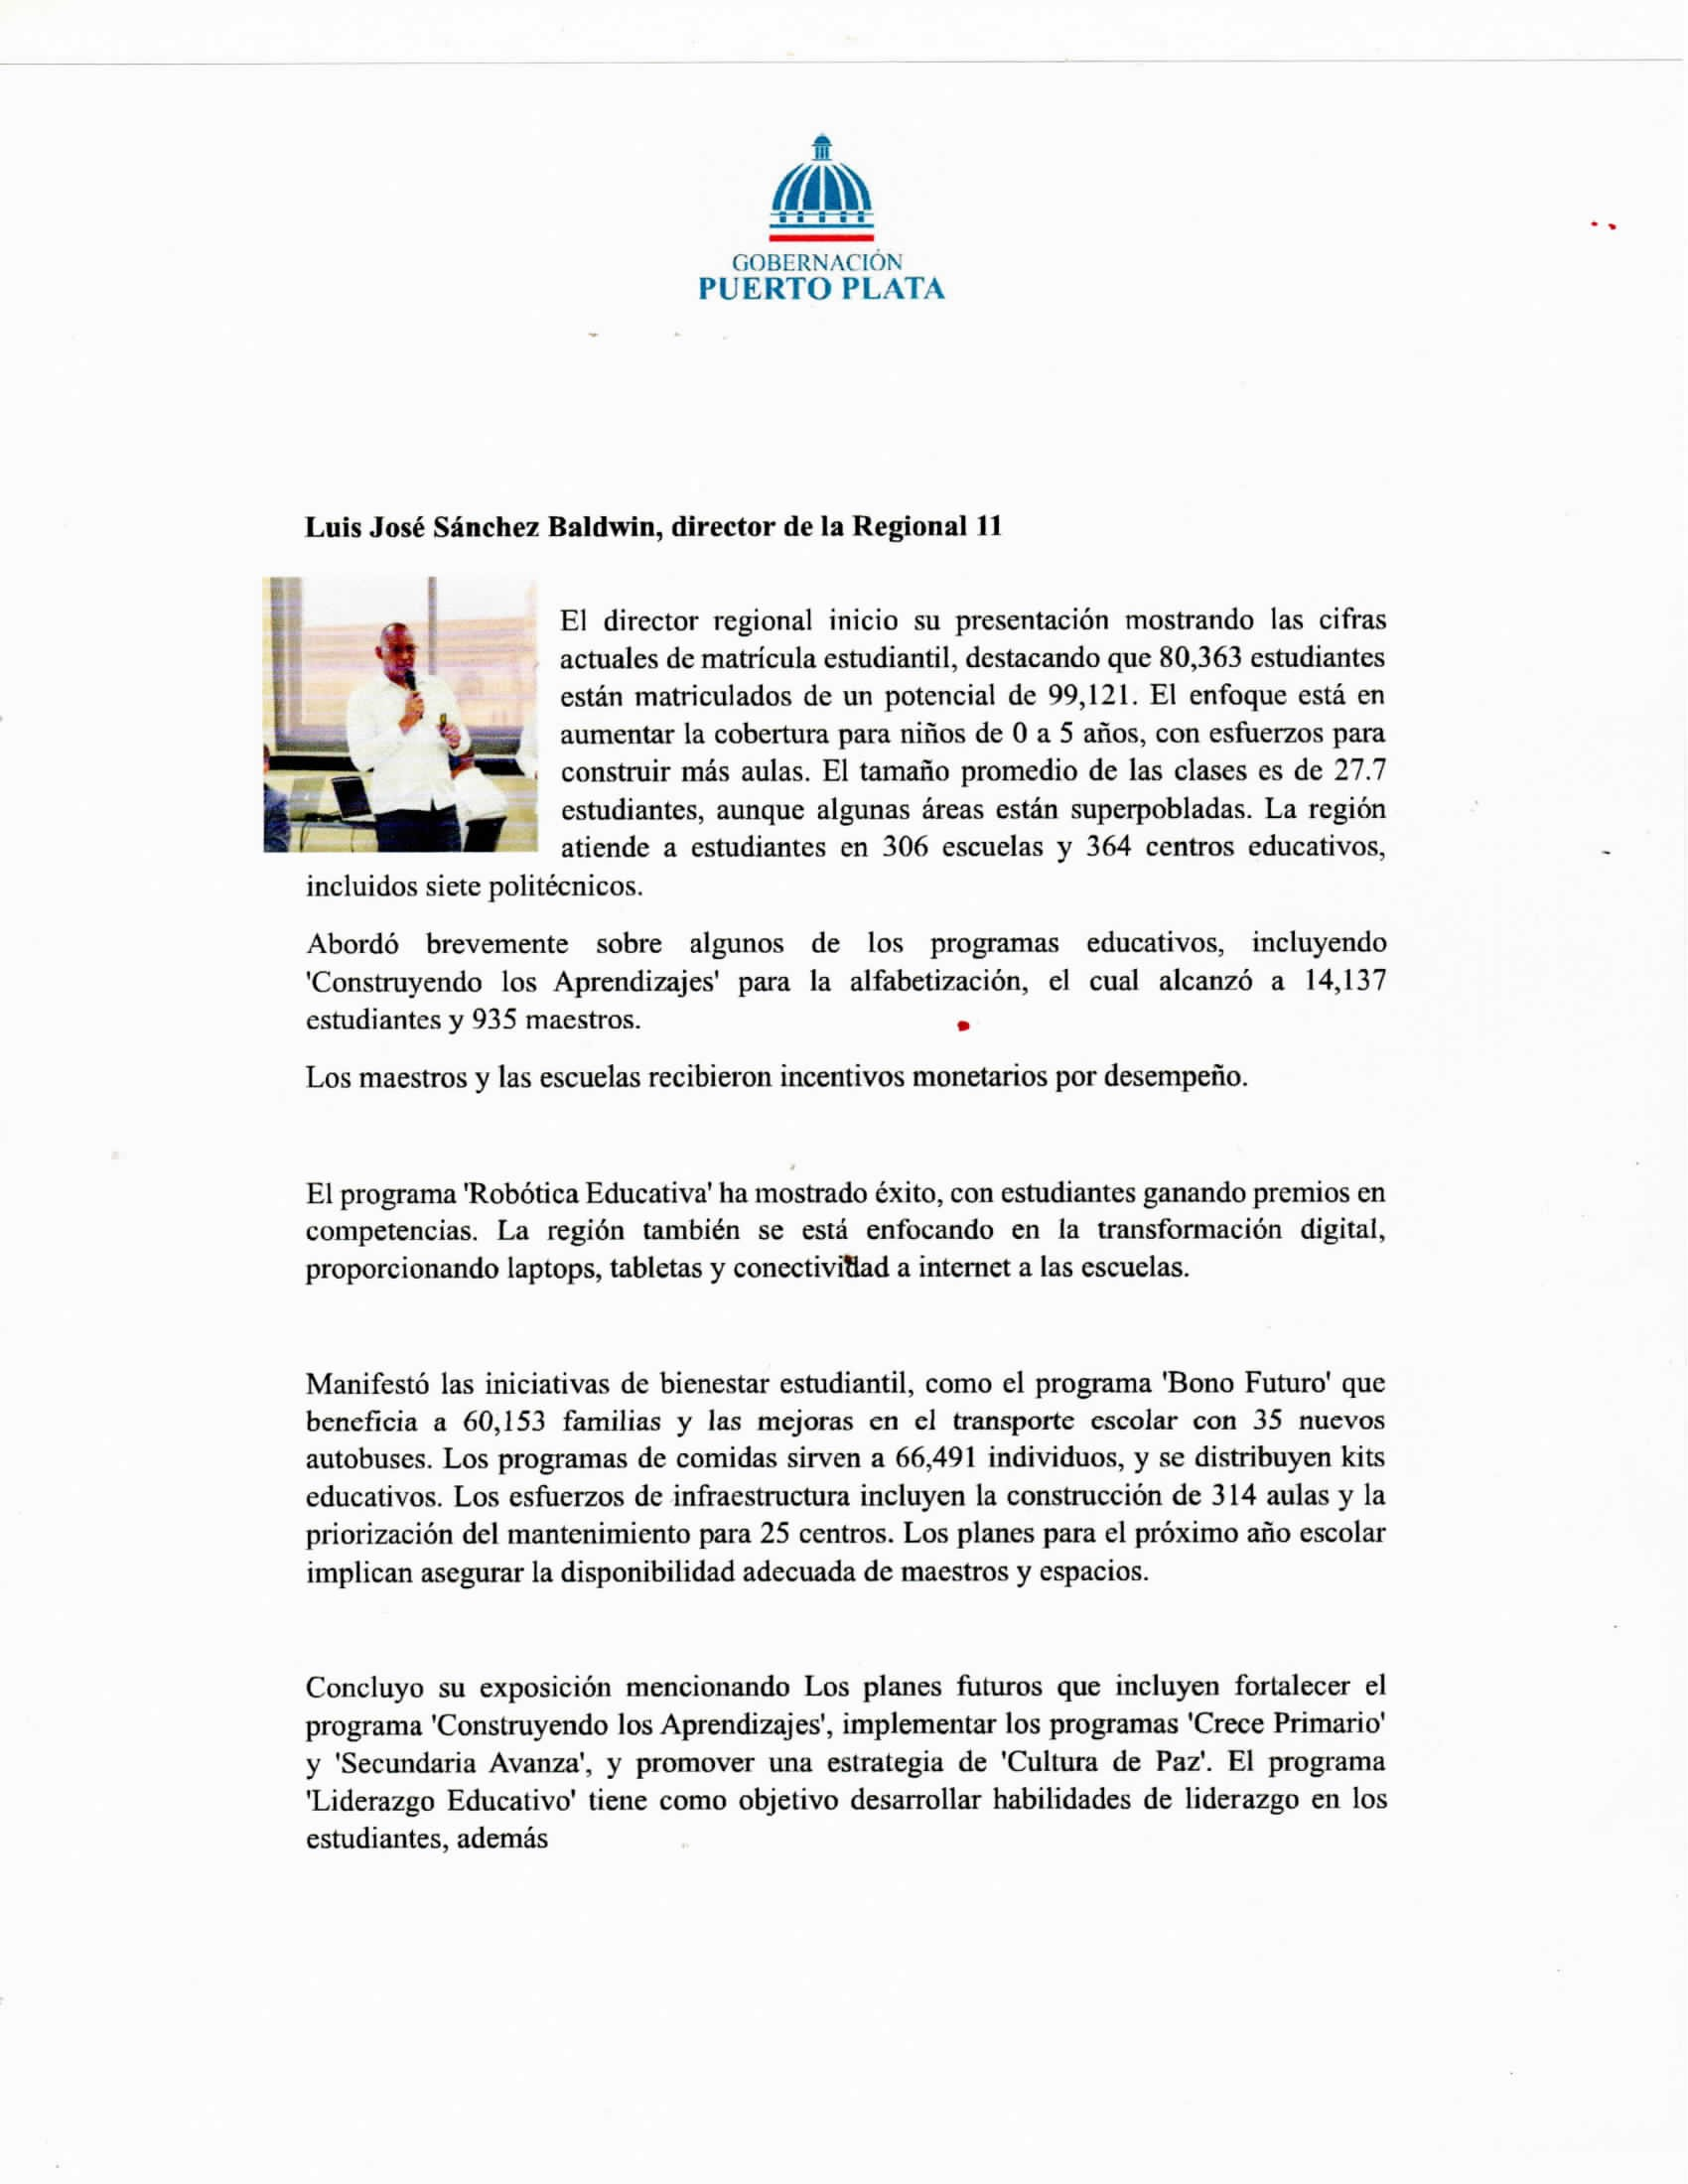 GOBERNACIÓN
PUERTO PLATA
Luis José Sánchez Baldwin, director de la Regional 11
El director regional inicio su presentación mostrando las cifras
actuales de matrícula estudiantil, destacando que 80,363 estudiantes
están matriculados de un potencial de 99,121. El enfoque está en
aumentar la cobertura para niños de 0 a 5 años, con esfuerzos para
construir más aulas. El tamaño promedio de las clases es de 27.7
estudiantes, aunque algunas áreas están superpobladas. La región
atiende a estudiantes en 306 escuelas y 364 centros educativos,
incluidos siete politécnicos.
Abordó brevemente sobre algunos de los programas educativos, incluyendo
'Construyendo los Aprendizajes' para la alfabetización, el cual alcanzó a 14,137
estudiantes y 935 maestros.
Los maestros y las escuelas recibieron incentivos monetarios por desempeño.
El programa 'Robótica Educativa' ha mostrado éxito, con estudiantes ganando premios en
competencias. La región también se está enfocando en la transformación digital,
proporcionando laptops, tabletas y conectividad a internet a las escuelas.
Manifestó las iniciativas de bienestar estudiantil, como el programa 'Bono Futuro' que
beneficia a 60,153 familias y las mejoras en el transporte escolar con 35 nuevos
autobuses. Los programas de comidas sirven a 66,491 individuos, y se distribuyen kits
educativos. Los esfuerzos de infraestructura incluyen la construcción de 314 aulas y la
priorización del mantenimiento para 25 centros. Los planes para el próximo año escolar
implican asegurar la disponibilidad adecuada de maestros y espacios.
Concluyo su exposición mencionando Los planes futuros que incluyen fortalecer el
programa 'Construyendo los Aprendizajes', implementar los programas 'Crece Primario'
y 'Secundaria Avanza', y promover una estrategia de 'Cultura de Paz'. El programa
'Liderazgo Educativo' tiene como objetivo desarrollar habilidades de liderazgo en los
estudiantes, además